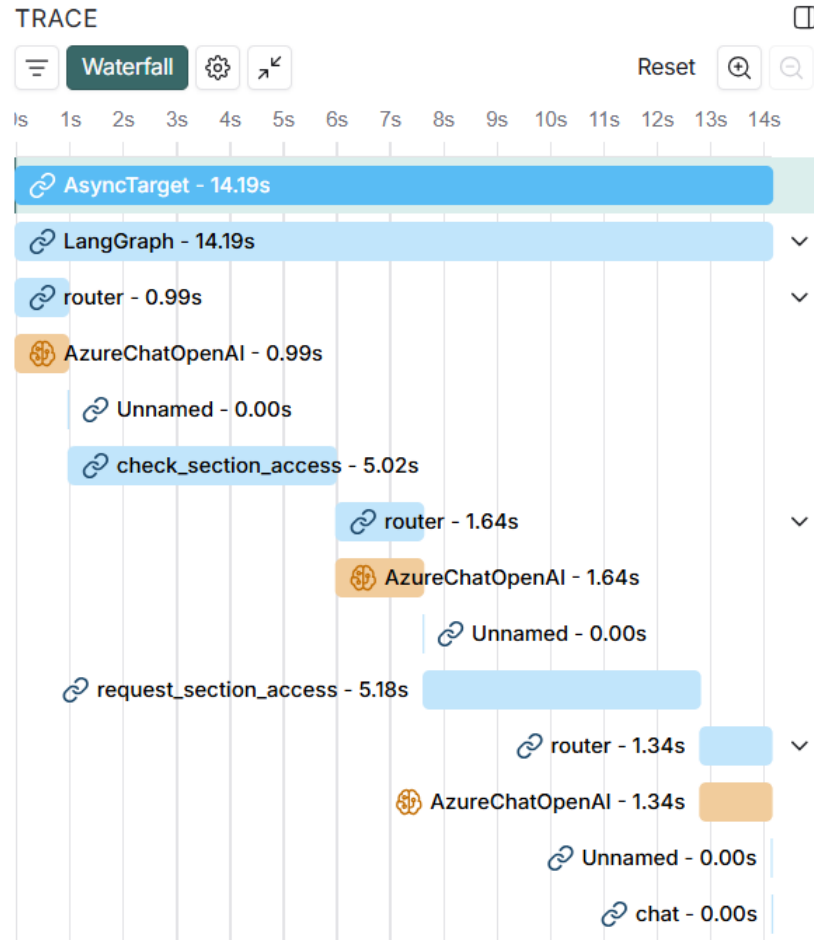 TRACE
Waterfall Reset
1s 2s 3s 4s 5s 6s 7s 8s 9s 10s 11s 12s 13s 14s
AsyncTarget - 14.19s
LangGraph - 14.19s
router - 0.99s
AzureChatOpenAI - 0.99s
Unnamed - 0.00s
check_section_access - 5.02s
router - 1.64s
AzureChatOpenAI - 1.64s
Unnamed - 0.00s
request_section_access - 5.18s
router - 1.34s
AzureChatOpenAI - 1.34s
Unnamed - 0.00s
chat - 0.00s